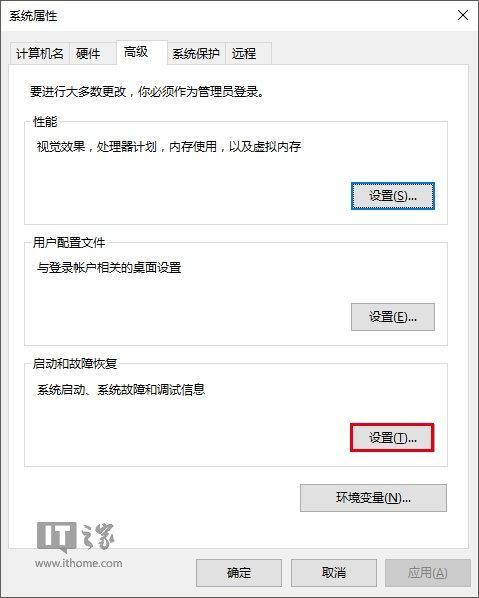 系统属性
计算机名 硬件 高级 系统保护 远程
要进行大多数更改，你必须作为管理员登录。
性能
视觉效果，处理器计划，内存使用，以及虚拟内存
设置(S)...
用户配置文件
与登录帐户相关的桌面设置
设置(E)...
启动和故障恢复
系统启动、系统故障和调试信息
设置(T)...
环境变量(N)...
IT之家
www.ithome.com
确定 取消 应用(A)